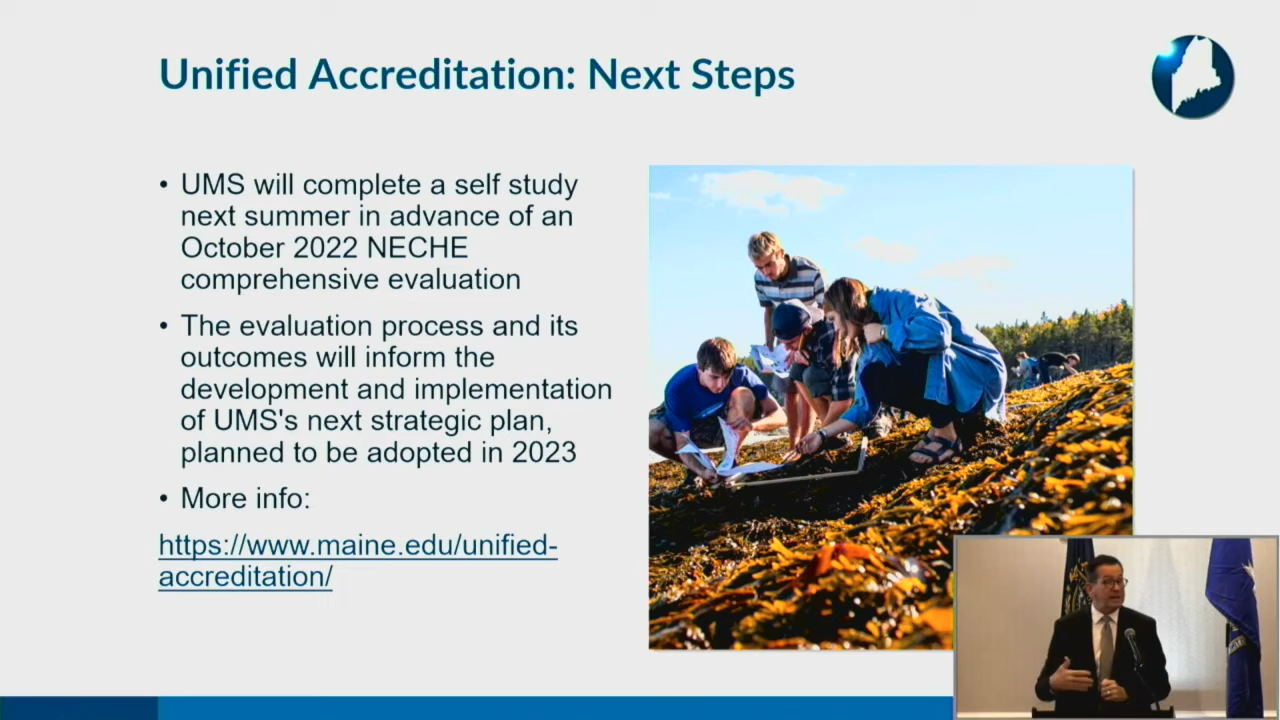 Unified Accreditation: Next Steps
• UMS will complete a self study
next summer in advance of an
October 2022 NECHE
comprehensive evaluation
• The evaluation process and its
outcomes will inform the
development and implementation
of UMS's next strategic plan,
planned to be adopted in 2023
• More info:
https://www.maine.edu/unified-
accreditation/